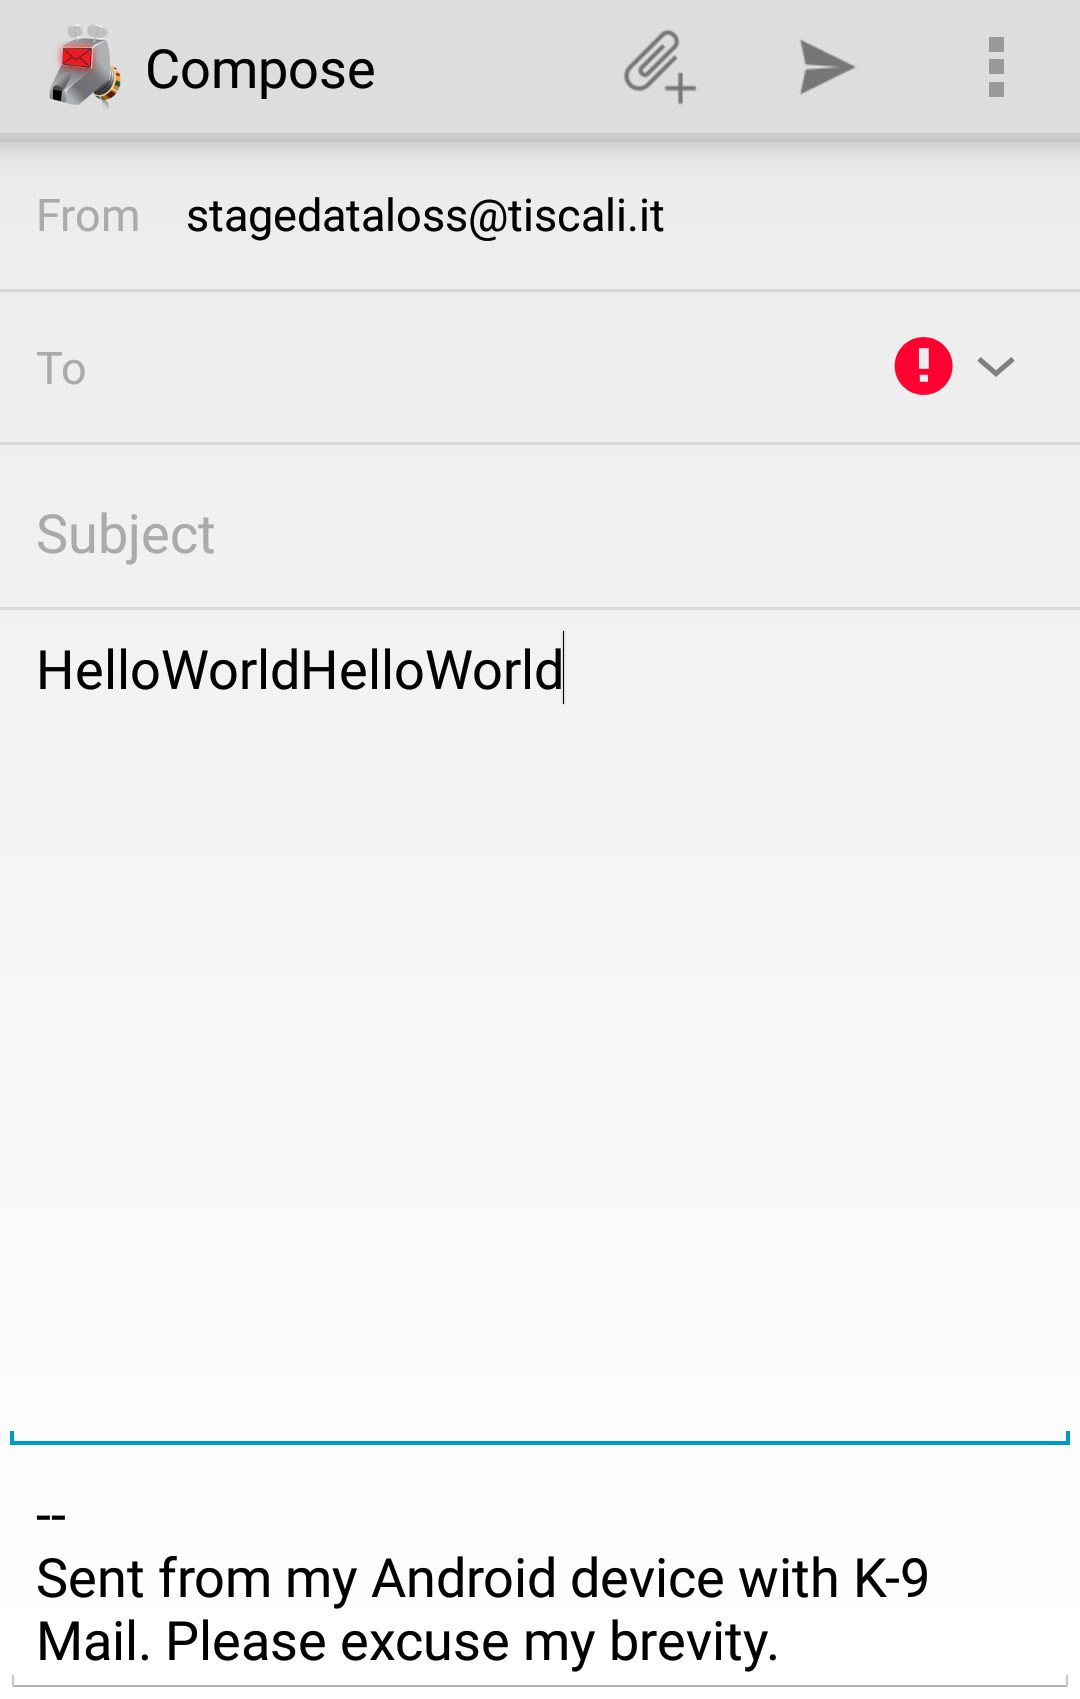 Compose
From stagedataloss@tiscali.it
To
Subject
HelloWorldHelloWorld
--
Sent from my Android device with K-9
Mail. Please excuse my brevity.